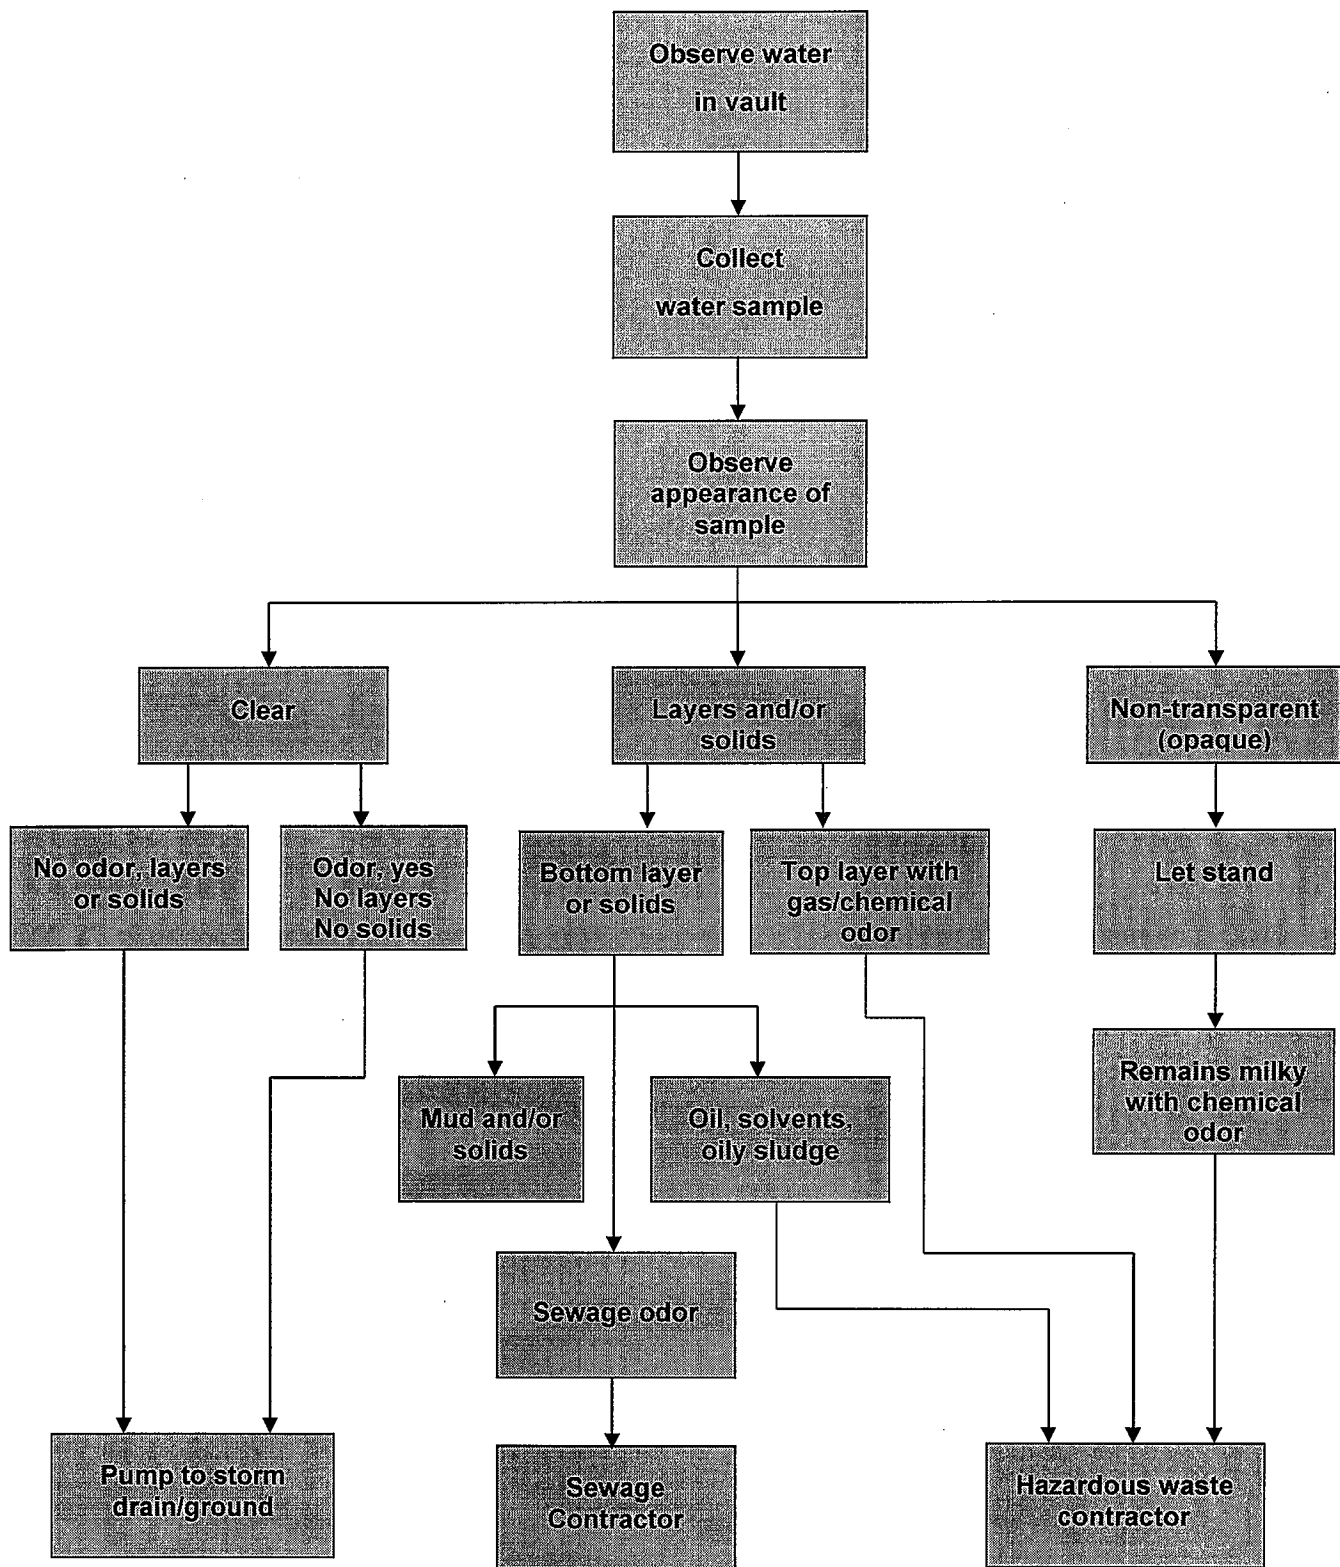 Observe water
in vault
Collect
water sample
Observe
appearance of
sample
Clear
Layers and/or
solids
Non-transparent
(opaque)
No odor, layers
or solids
Odor, yes
No layers
No solids
Bottom layer
or solids
Top layer with
gas/chemical
odor
Let stand
Mud and/or
solids
Oil, solvents,
oily sludge
Remains milky
with chemical
odor
Sewage odor
Pump to storm
drain/ground
Sewage
Contractor
Hazardous waste
contractor